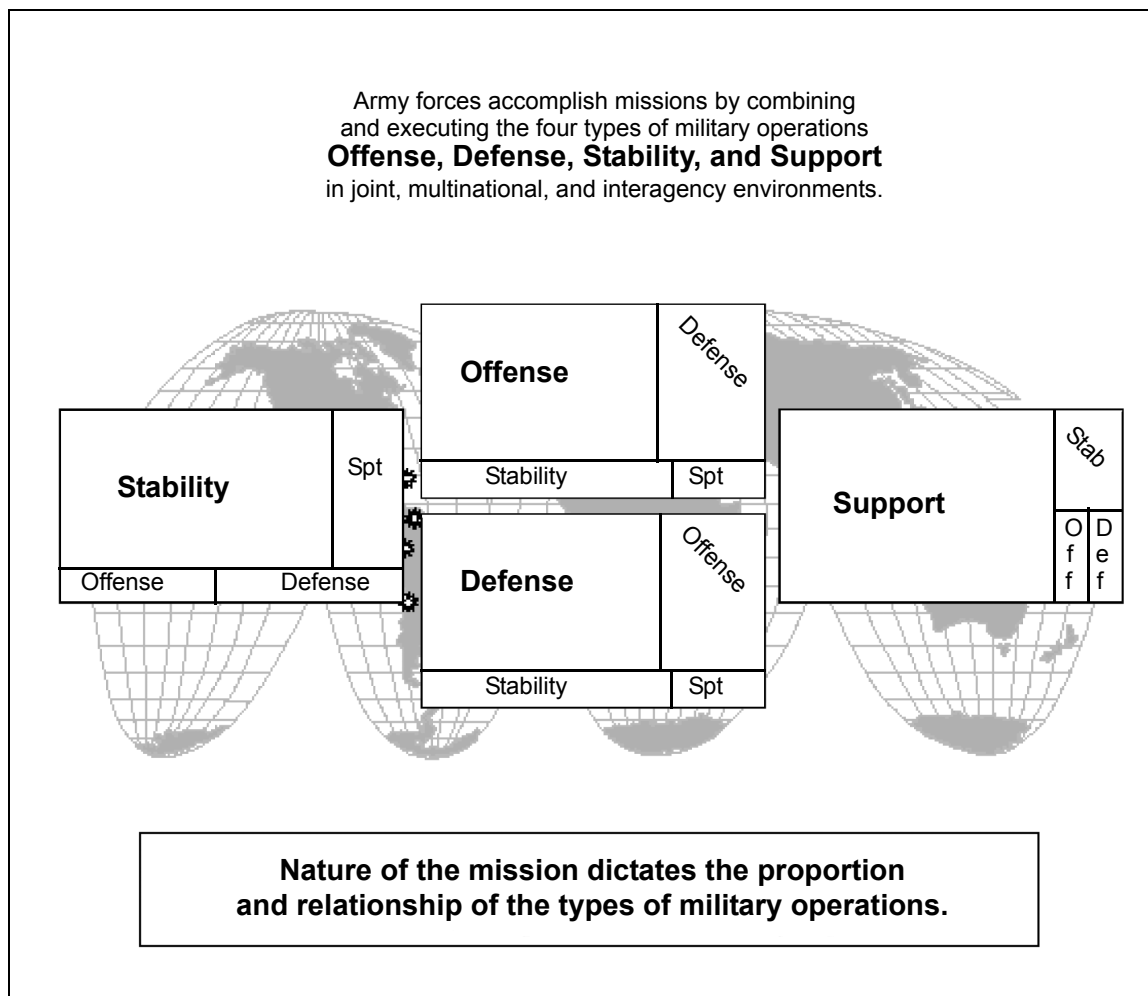 Army forces accomplish missions by combining
and executing the four types of military operations
Offense, Defense, Stability, and Support
in joint, multinational, and interagency environments.
Offense
Defense
Stability
Spt
Stability
Spt
Offense
Defense
Defense
Offense
Stability
Spt
Support
Stab
Off
Def
Nature of the mission dictates the proportion
and relationship of the types of military operations.